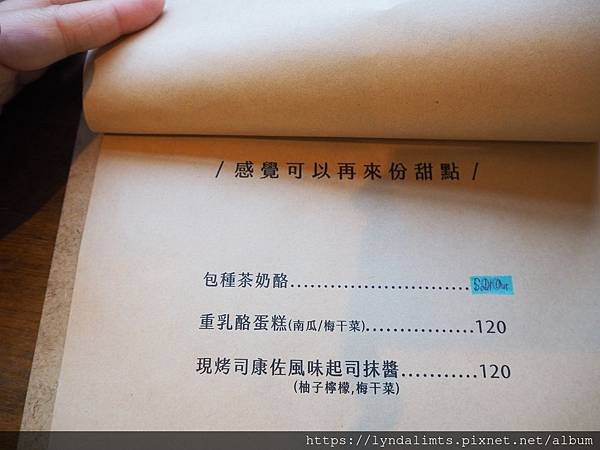 / 感覺可以再來份甜點 /
包種茶奶酪............................ SOLDOUT
重乳酪蛋糕(南瓜/梅干菜)................120
現烤司康佐風味起司抹醬...........120
(柚子檸檬,梅干菜)
https://lyndalimts.pixnet.net/album